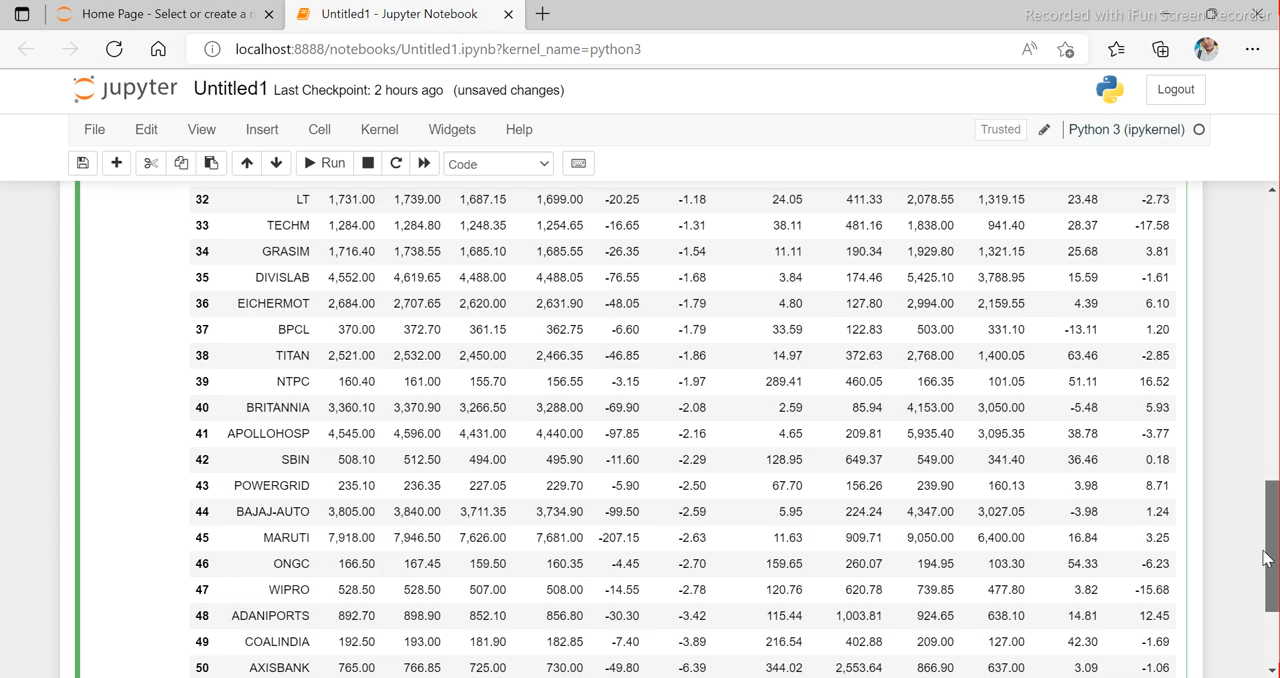 Home Page - Select or create a n
Untitled1 - Jupyter Notebook
Recorded with iFun Screen Recorder
localhost:8888/notebooks/Untitled1.ipynb?kernel_name=python3
jupyter Untitled1 Last Checkpoint: 2 hours ago (unsaved changes) Logout
File Edit View Insert Cell Kernel Widgets Help Trusted Python 3 (ipykernel)
Run Code
32 LT 1,731.00 1,739.00 1,687.15 1,699.00 -20.25 -1.18 24.05 411.33 2,078.55 1,319.15 23.48 -2.73
33 TECHM 1,284.00 1,284.80 1,248.35 1,254.65 -16.65 -1.31 38.11 481.16 1,838.00 941.40 28.37 -17.58
34 GRASIM 1,716.40 1,738.55 1,685.10 1,685.55 -26.35 -1.54 11.11 190.34 1,929.80 1,321.15 25.68 3.81
35 DIVISLAB 4,552.00 4,619.65 4,488.00 4,488.05 -76.55 -1.68 3.84 174.46 5,425.10 3,788.95 15.59 -1.61
36 EICHERMOT 2,684.00 2,707.65 2,620.00 2,631.90 -48.05 -1.79 4.80 127.80 2,994.00 2,159.55 4.39 6.10
37 BPCL 370.00 372.70 361.15 362.75 -6.60 -1.79 33.59 122.83 503.00 331.10 -13.11 1.20
38 TITAN 2,521.00 2,532.00 2,450.00 2,466.35 -46.85 -1.86 14.97 372.63 2,768.00 1,400.05 63.46 -2.85
39 NTPC 160.40 161.00 155.70 156.55 -3.15 -1.97 289.41 460.05 166.35 101.05 51.11 16.52
40 BRITANNIA 3,360.10 3,370.90 3,266.50 3,288.00 -69.90 -2.08 2.59 85.94 4,153.00 3,050.00 -5.48 5.93
41 APOLLOHOSP 4,545.00 4,596.00 4,431.00 4,440.00 -97.85 -2.16 4.65 209.81 5,935.40 3,095.35 38.78 -3.77
42 SBIN 508.10 512.50 494.00 495.90 -11.60 -2.29 128.95 649.37 549.00 341.40 36.46 0.18
43 POWERGRID 235.10 236.35 227.05 229.70 -5.90 -2.50 67.70 156.26 239.90 160.13 3.98 8.71
44 BAJAJ-AUTO 3,805.00 3,840.00 3,711.35 3,734.90 -99.50 -2.59 5.95 224.24 4,347.00 3,027.05 -3.98 1.24
45 MARUTI 7,918.00 7,946.50 7,626.00 7,681.00 -207.15 -2.63 11.63 909.71 9,050.00 6,400.00 16.84 3.25
46 ONGC 166.50 167.45 159.50 160.35 -4.45 -2.70 159.65 260.07 194.95 103.30 54.33 -6.23
47 WIPRO 528.50 528.50 507.00 508.00 -14.55 -2.78 120.76 620.78 739.85 477.80 3.82 -15.68
48 ADANIPORTS 892.70 898.90 852.10 856.80 -30.30 -3.42 115.44 1,003.81 924.65 638.10 14.81 12.45
49 COALINDIA 192.50 193.00 181.90 182.85 -7.40 -3.89 216.54 402.88 209.00 127.00 42.30 -1.69
50 AXISBANK 765.00 766.85 725.00 730.00 -49.80 -6.39 344.02 2,553.64 866.90 637.00 3.09 -1.06